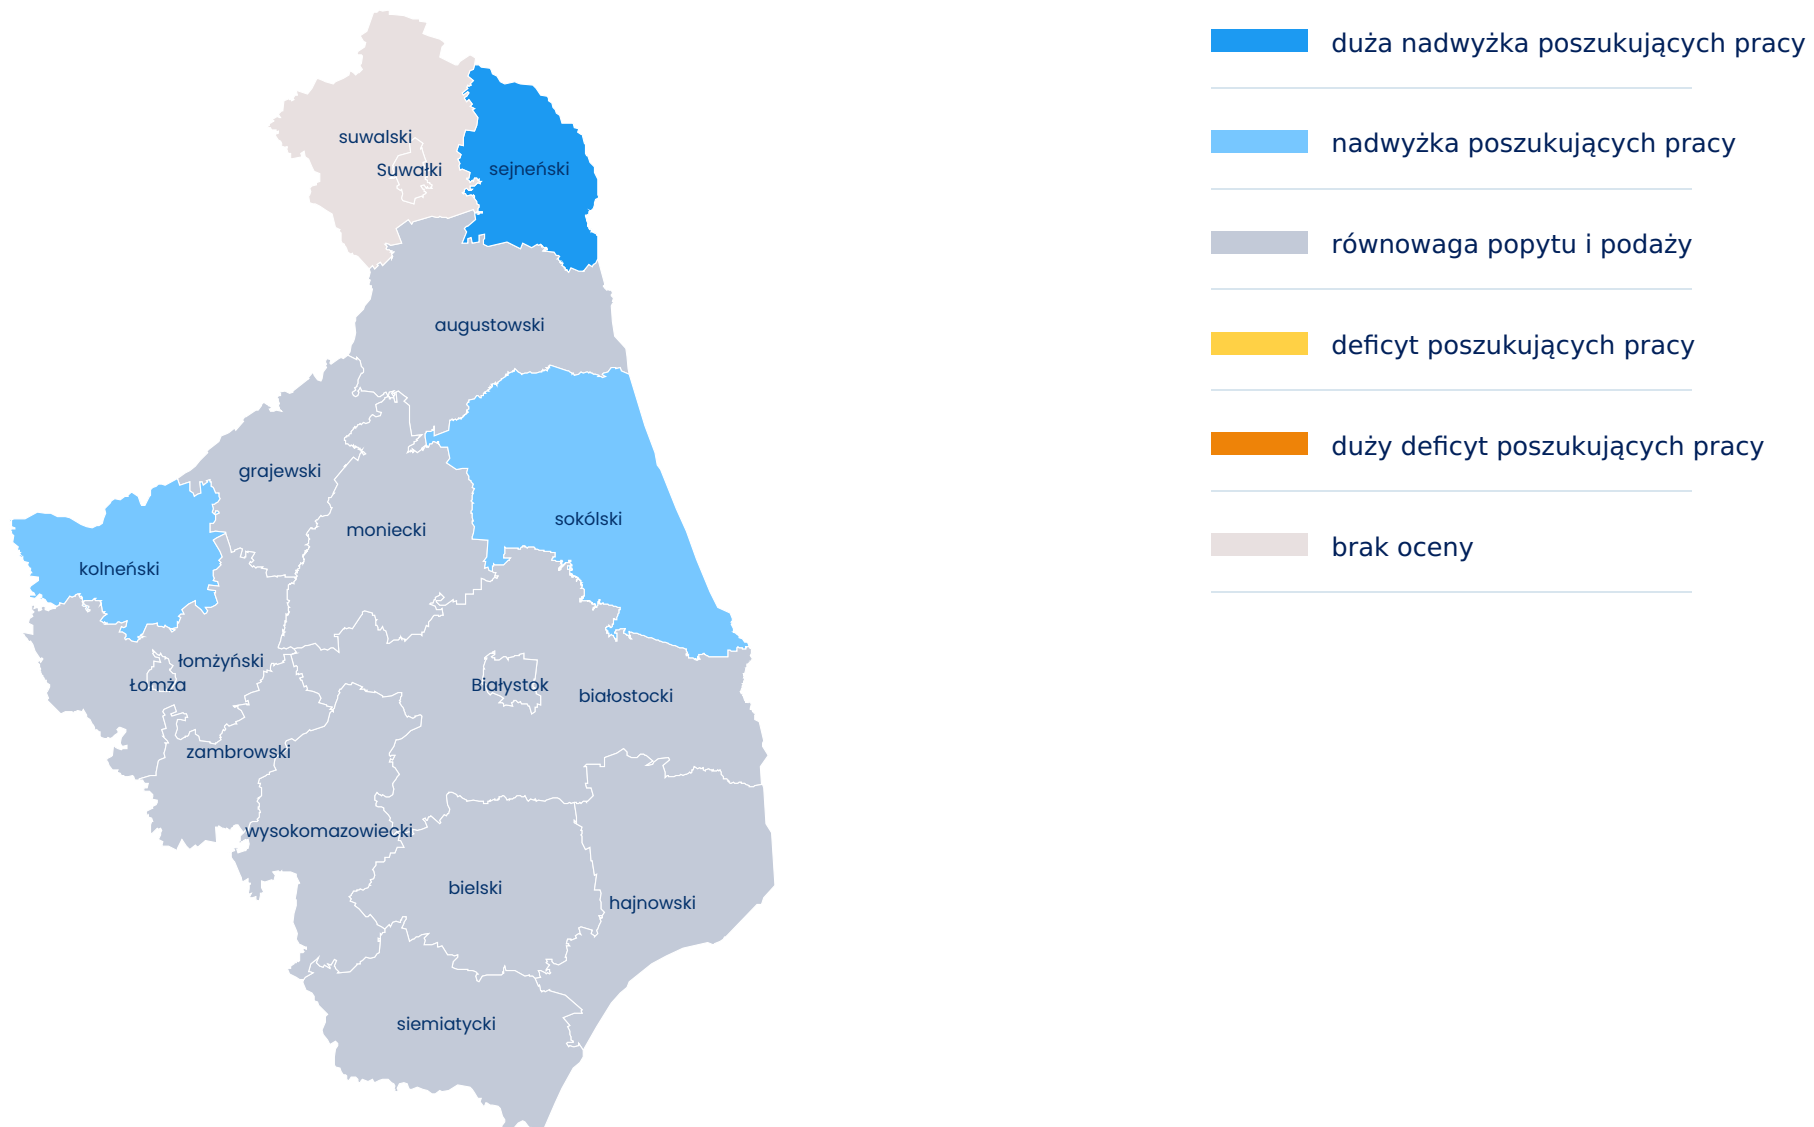 suwalski
Suwałki
sejneński
augustowski
grajewski
moniecki
sokólski
kolneński
łomżyński
Łomża
Białystok
białostocki
zambrowski
wysokomazowiecki
bielski
hajnowski
siemiatycki
duża nadwyżka poszukujących pracy
nadwyżka poszukujących pracy
równowaga popytu i podaży
deficyt poszukujących pracy
duży deficyt poszukujących pracy
brak oceny